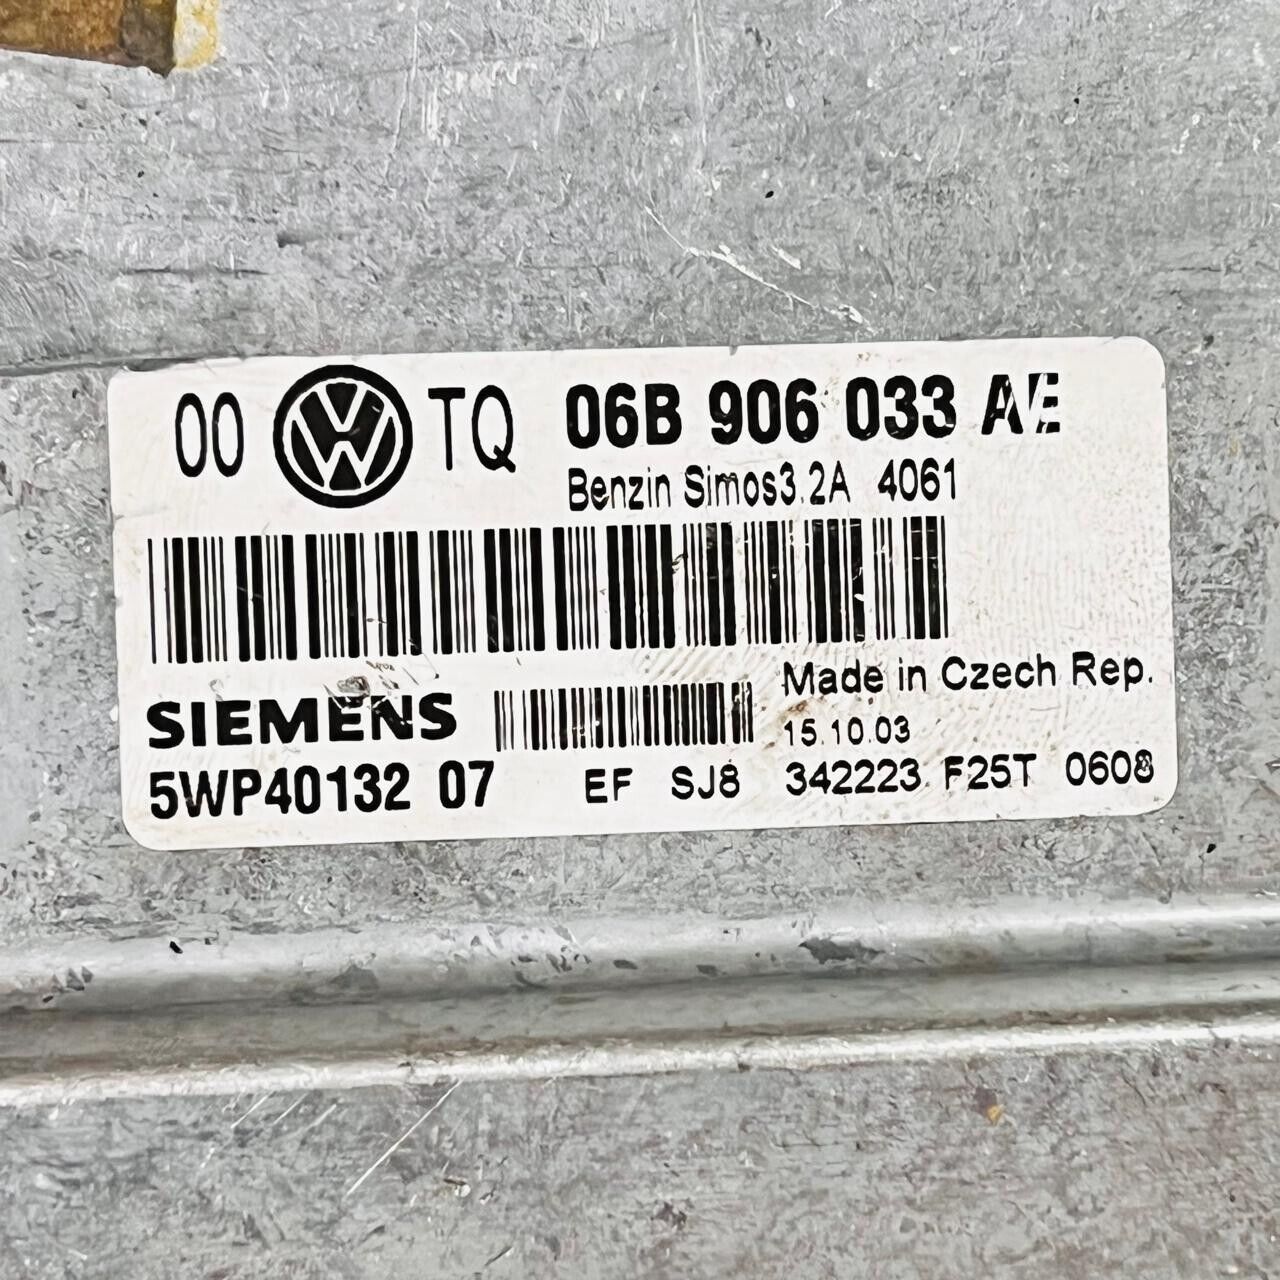 00 VW TQ 06B 906 033 AE
Benzin Simos3.2A 4061
Made in Czech Rep.
SIEMENS 15.10.03
5WP40132 07 EF SJ8 342223 F25T 0608